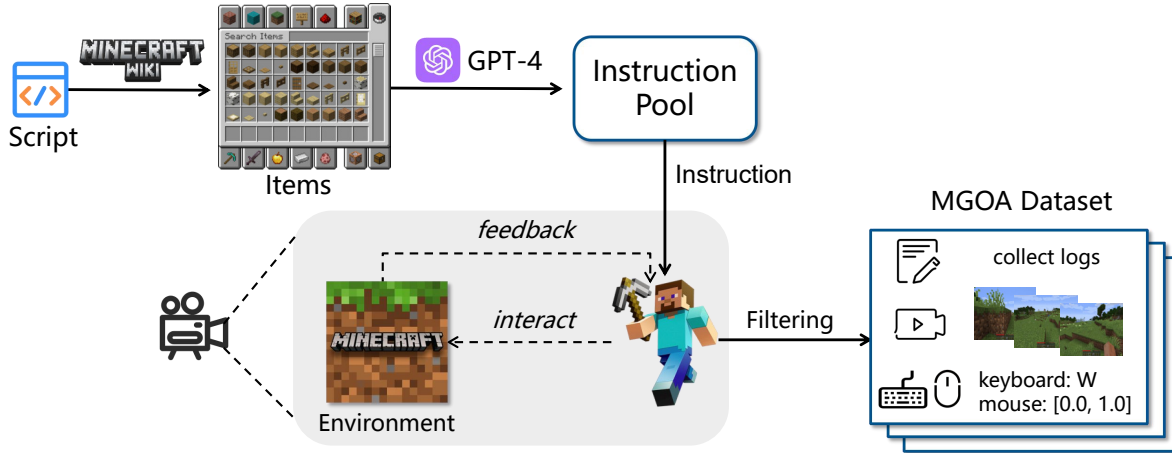 MINECRAFT
WIKI
</>
Script
Search Items
Items
GPT-4
Instruction
Pool
Instruction
feedback
interact
MINECRAFT
Environment
Filtering
MGOA Dataset
collect logs
keyboard: W
mouse: [0.0, 1.0]